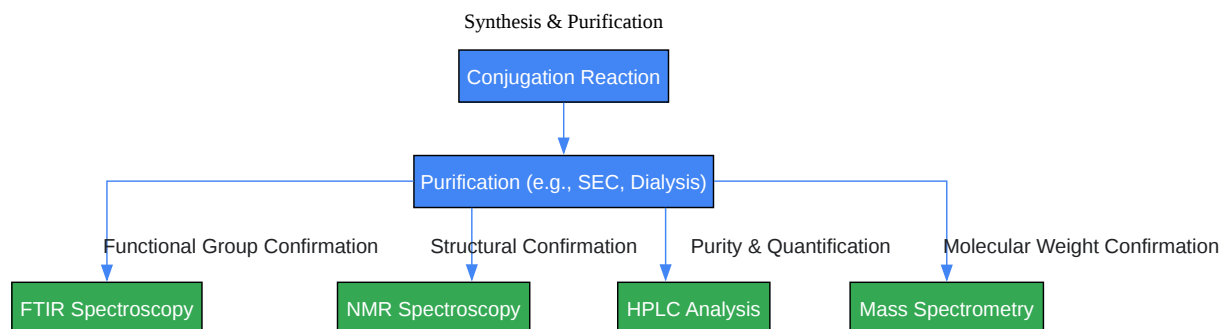 Synthesis & Purification
Conjugation Reaction
Purification (e.g., SEC, Dialysis)
Functional Group Confirmation
Structural Confirmation
Purity & Quantification
Molecular Weight Confirmation
FTIR Spectroscopy
NMR Spectroscopy
HPLC Analysis
Mass Spectrometry